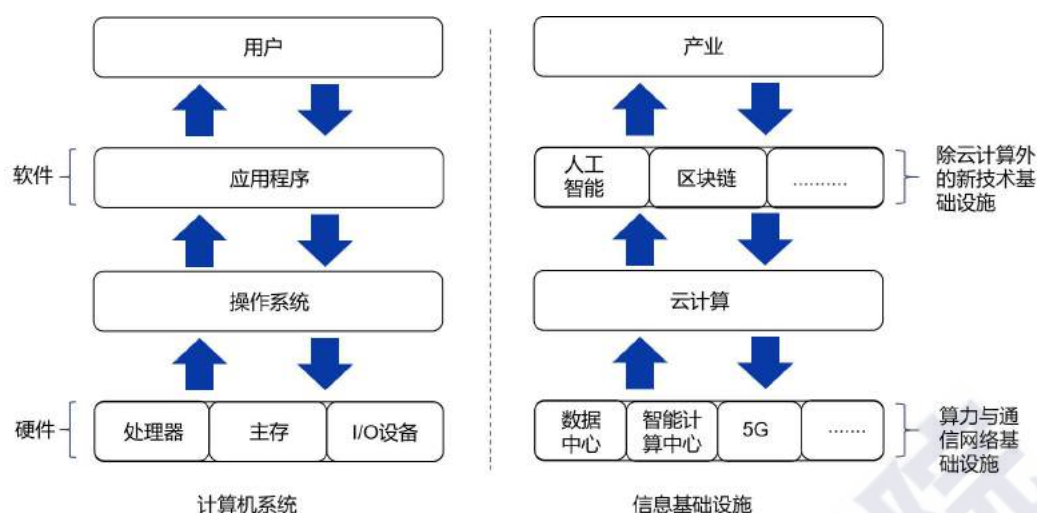 用户
软件
应用程序
操作系统
硬件
处理器
主存
I/O设备
计算机系统
产业
人工
智能
区块链
.........
除云计算外
的新技术基
础设施
云计算
数据
中心
智能计
算中心
5G
.......
算力与通
信网络基
础设施
信息基础设施
院